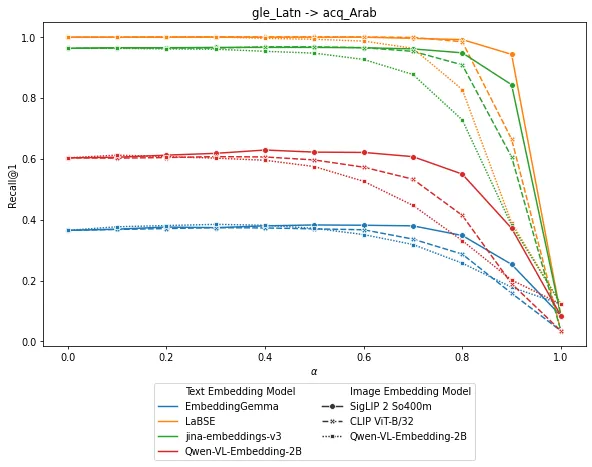 gle_Latn -> acq_Arab
1.0
0.8
0.6
0.4
0.2
0.0
Recall@1
0.0 0.2 0.4 0.6 0.8 1.0
α
Text Embedding Model
EmbeddingGemma
LaBSE
jina-embeddings-v3
Qwen-VL-Embedding-2B
Image Embedding Model
SigLIP 2 So400m
CLIP ViT-B/32
Qwen-VL-Embedding-2B